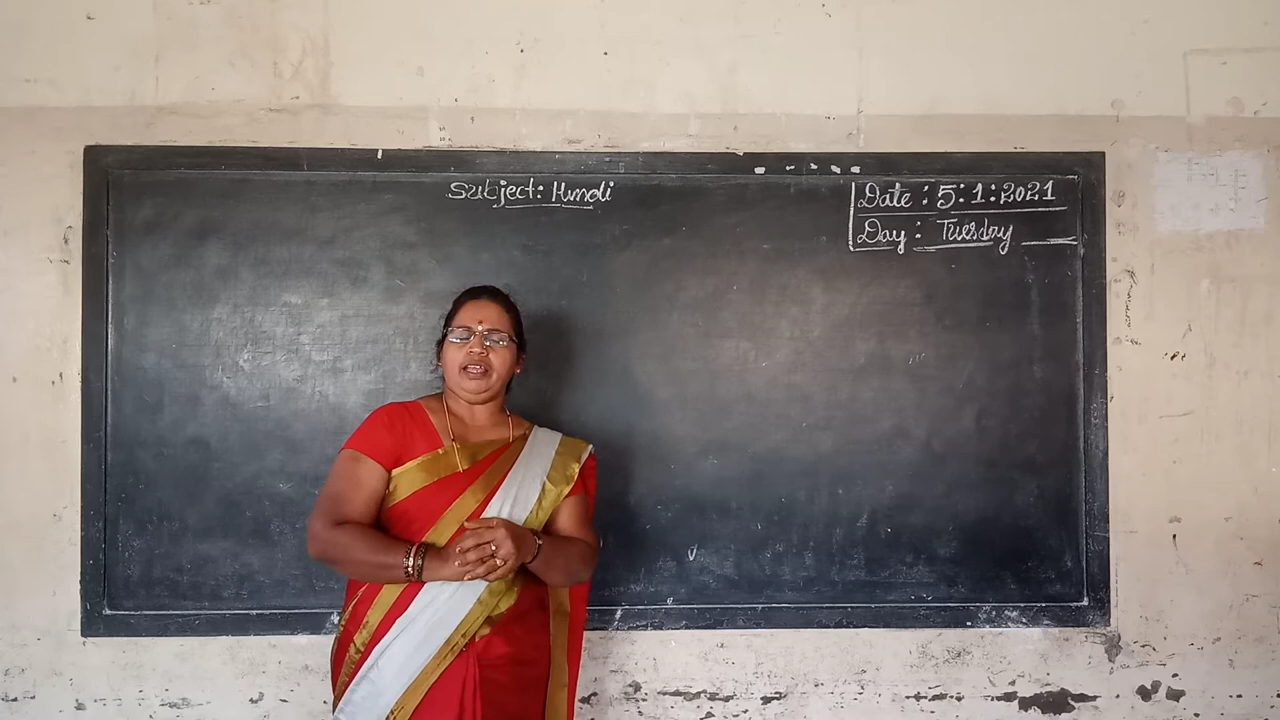 Subject: Hindi
Date : 5 : 1 : 2021
Day : Tuesday